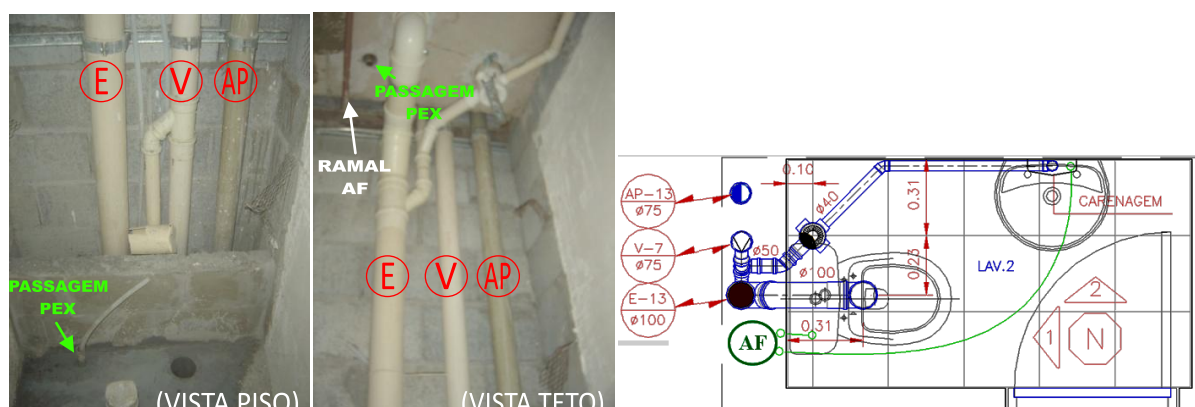 E
V
AP
PASSAGEM
PEX
(VISTA PISO)
PASSAGEM
PEX
RAMAL
AF
E
V
AP
(VISTA TETO)
AP-13
ø75
V-7
ø75
E-13
ø100
AF
0.10
ø40
0.31
CARENAGEM
ø50
0.23
LAV.2
ø100
0.31
2
1
N